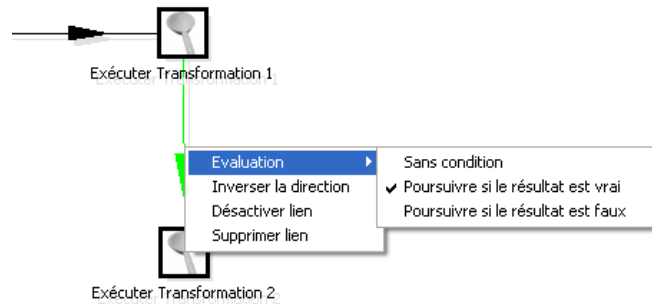 Exécuter Transformation 1
Evaluation
Inverser la direction
Désactiver lien
Supprimer lien
Sans condition
Poursuivre si le résultat est vrai
Poursuivre si le résultat est faux
Exécuter Transformation 2